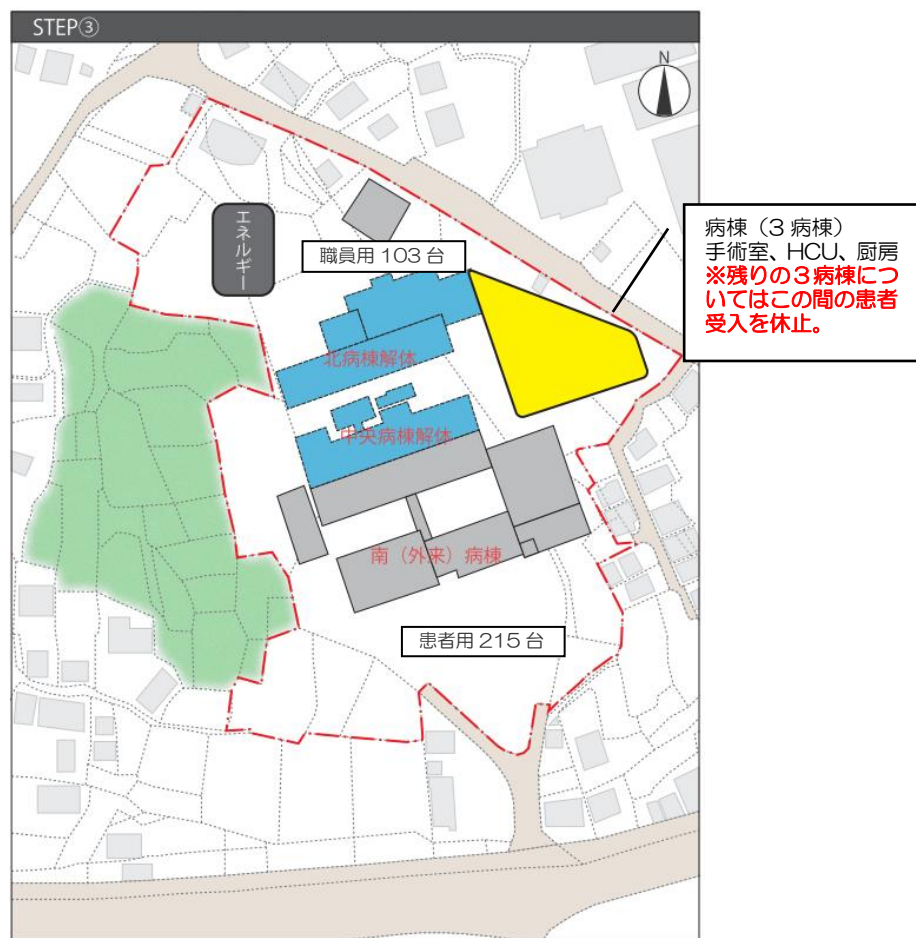 STEP③
N
エネルギー
職員用 103 台
病棟（3 病棟）
手術室、HCU、厨房
※残りの3病棟につ
いてはこの間の患者
受入を休止。
北病棟解体
中央病棟解体
南（外来）病棟
患者用 215 台